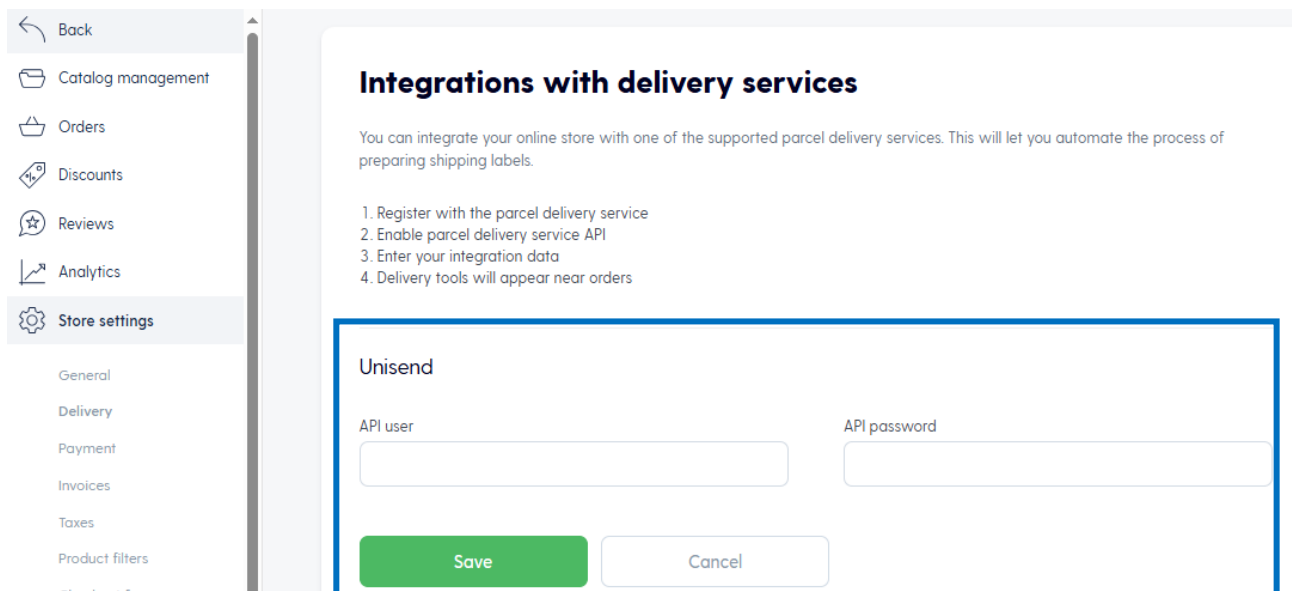 Back
Catalog management
Orders
Discounts
Reviews
Analytics
Store settings
General
Delivery
Payment
Invoices
Taxes
Product filters
Integrations with delivery services
You can integrate your online store with one of the supported parcel delivery services. This will let you automate the process of
preparing shipping labels.
1. Register with the parcel delivery service
2. Enable parcel delivery service API
3. Enter your integration data
4. Delivery tools will appear near orders
Unisend
API user
API password
Save
Cancel